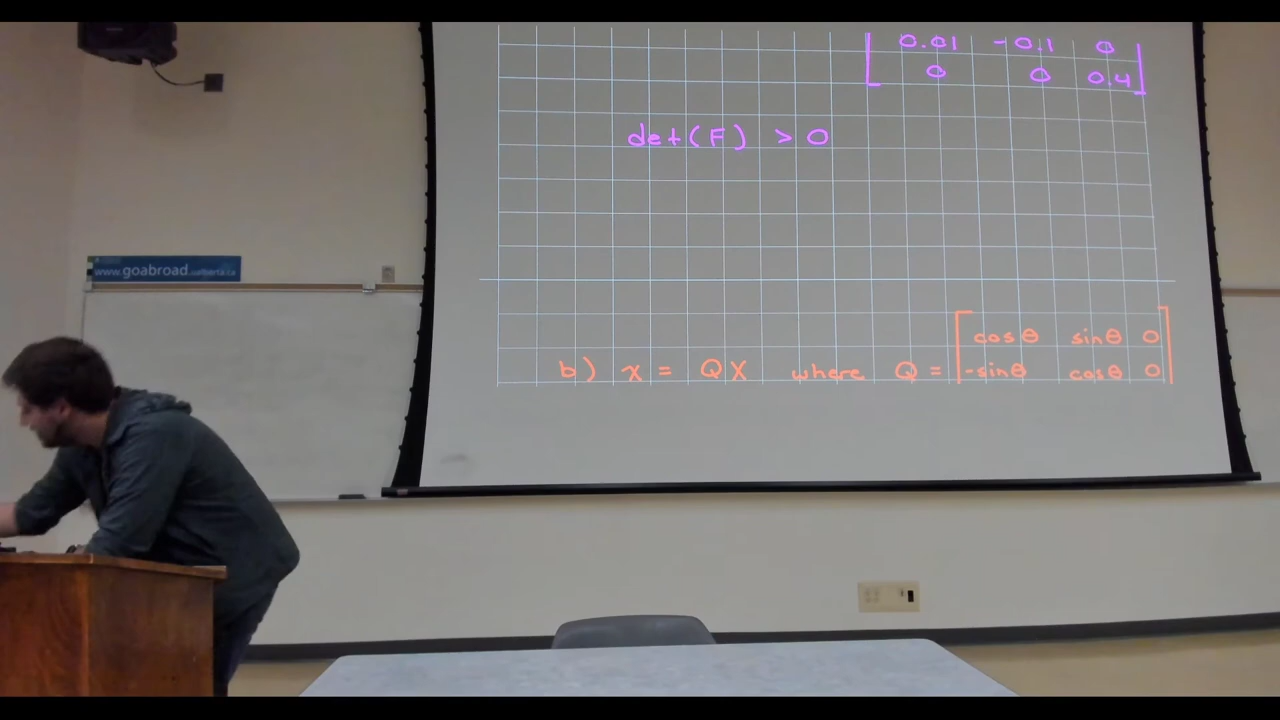 0.01 -0.1 0
0 0 0.4
det(F) > 0
www.goabroad.ualberta.ca
cosθ sinθ 0
b) x = QX where Q = -sinθ cosθ 0